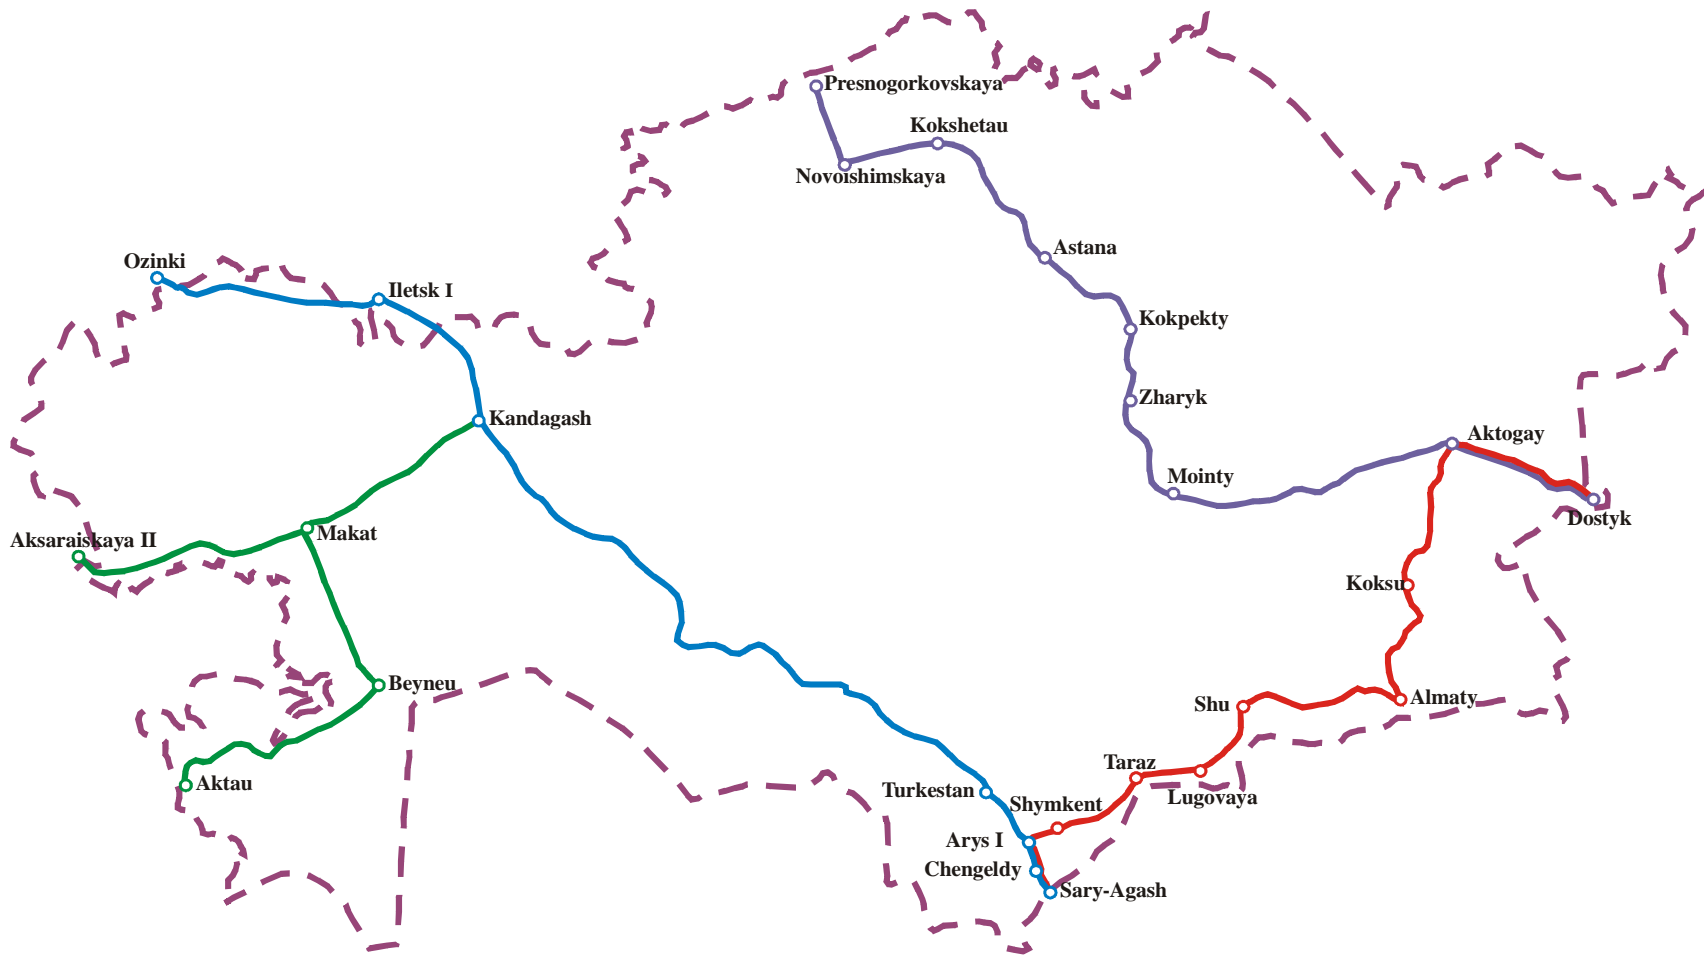 Presnogorkovskaya
Kokshetau
Novoishimskaya
Astana
Ozinki
Iletsk I
Kokpekty
Zharyk
Kandagash
Aktogay
Mointy
Dostyk
Makat
Aksaraiskaya II
Koksu
Beyneu
Almaty
Shu
Taraz
Aktau
Turkestan
Lugovaya
Shymkent
Arys I
Chengeldy
Sary-Agash